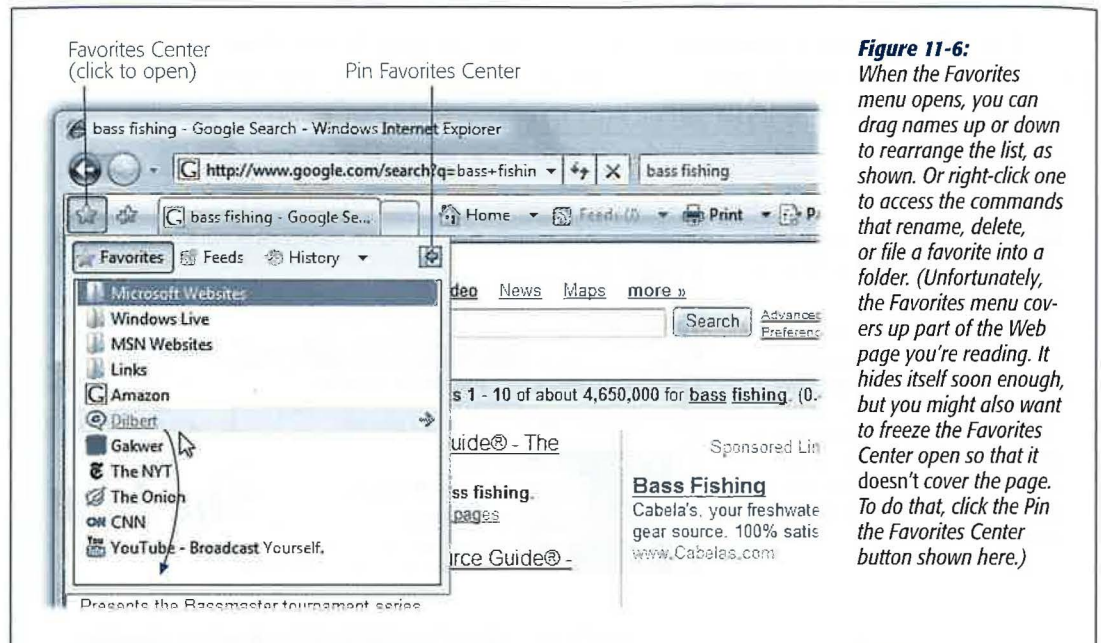 Favorites Center
(click to open)
Pin Favorites Center
bass fishing - Google Search - Windows Internet Explorer
http://www.google.com/search?q=bass+fishin
bass fishing
bass fishing - Google Se...
Home
Feeds (J)
Print
Favorites
Feeds
History
Microsoft Websites
Windows Live
MSN Websites
Links
Amazon
Dilbert
Gakwer
The NYT
The Onion
CNN
YouTube - Broadcast Yourself.
deo News Maps more »
Search
Advanced
Preferenc
s 1 - 10 of about 4,650,000 for bass fishing. (0.
uide® - The
ss fishing.
pages
urce Guide® -
Sponsored Lin
Bass Fishing
Cabela's, your freshwate
gear source. 100% satis
www.Cabelas.com
Presents the Bassmaster tournament series
Figure 11-6:
When the Favorites
menu opens, you can
drag names up or down
to rearrange the list, as
shown. Or right-click one
to access the commands
that rename, delete,
or file a favorite into a
folder. (Unfortunately,
the Favorites menu cov-
ers up part of the Web
page you're reading. It
hides itself soon enough,
but you might also want
to freeze the Favorites
Center open so that it
doesn't cover the page.
To do that, click the Pin
the Favorites Center
button shown here.)